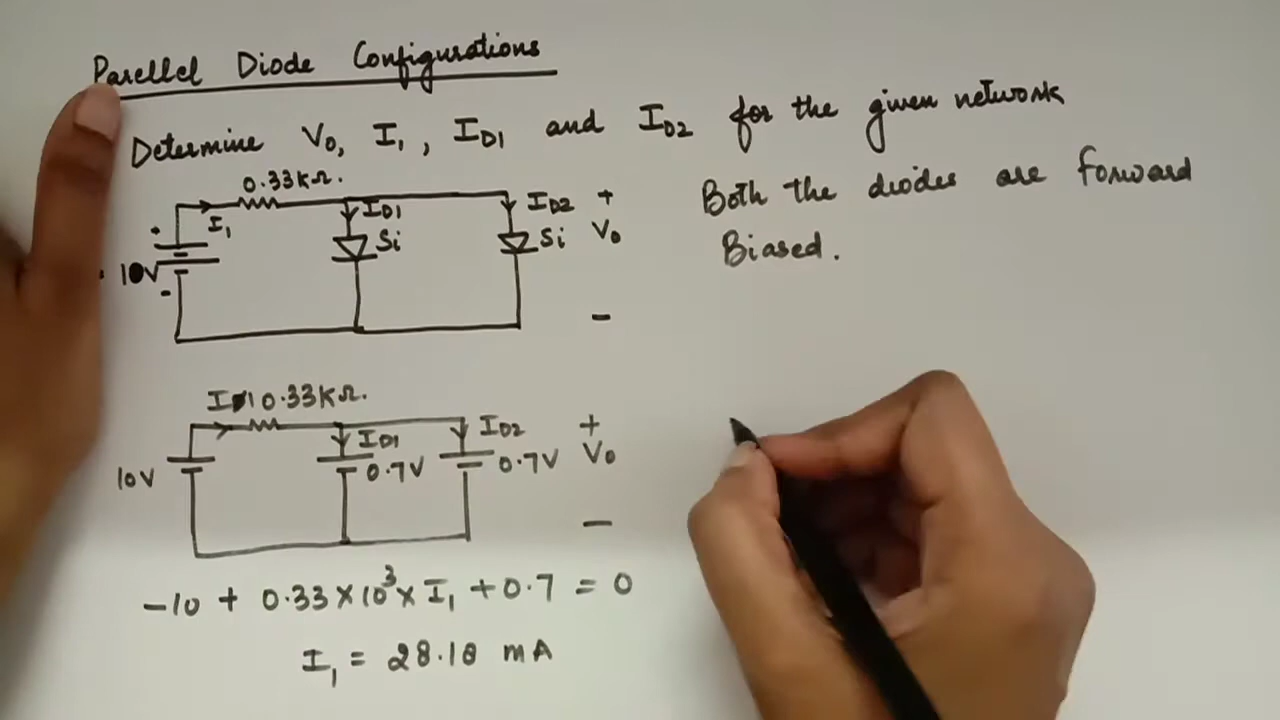 Parellel Diode Configurations
Determine V0, I1, ID1 and ID2 for the given network
Both the diodes are Forward
Biased.
0.33kΩ.
I1
ID1
Si
ID2
Si
+
V0
-
+
10V
-
I1 0.33kΩ.
10V
ID1
0.7V
ID2
0.7V
+
V0
-
-10 + 0.33×10³× I1 + 0.7 = 0
I1 = 28.18 mA